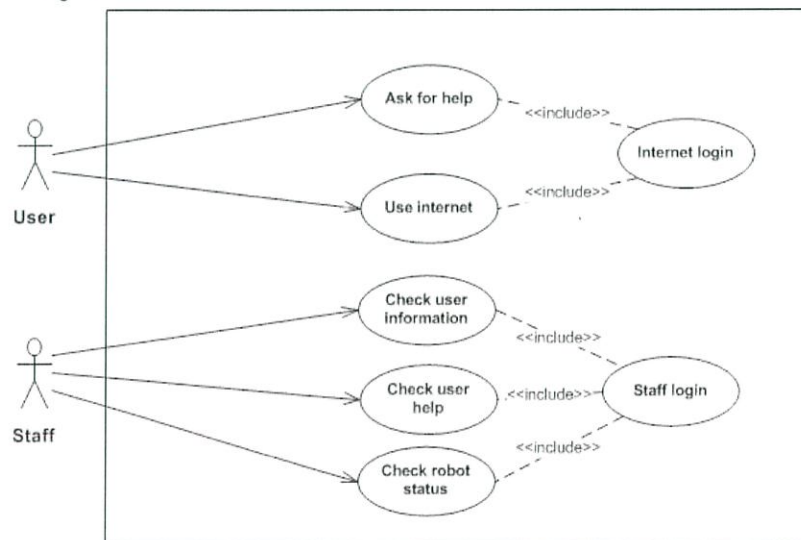 Ask for help
<<include>>
Internet login
User
Use internet
<<include>>
Check user
information
<<include>>
Staff
Check user
help
<<include>>
Staff login
<<include>>
Check robot
status